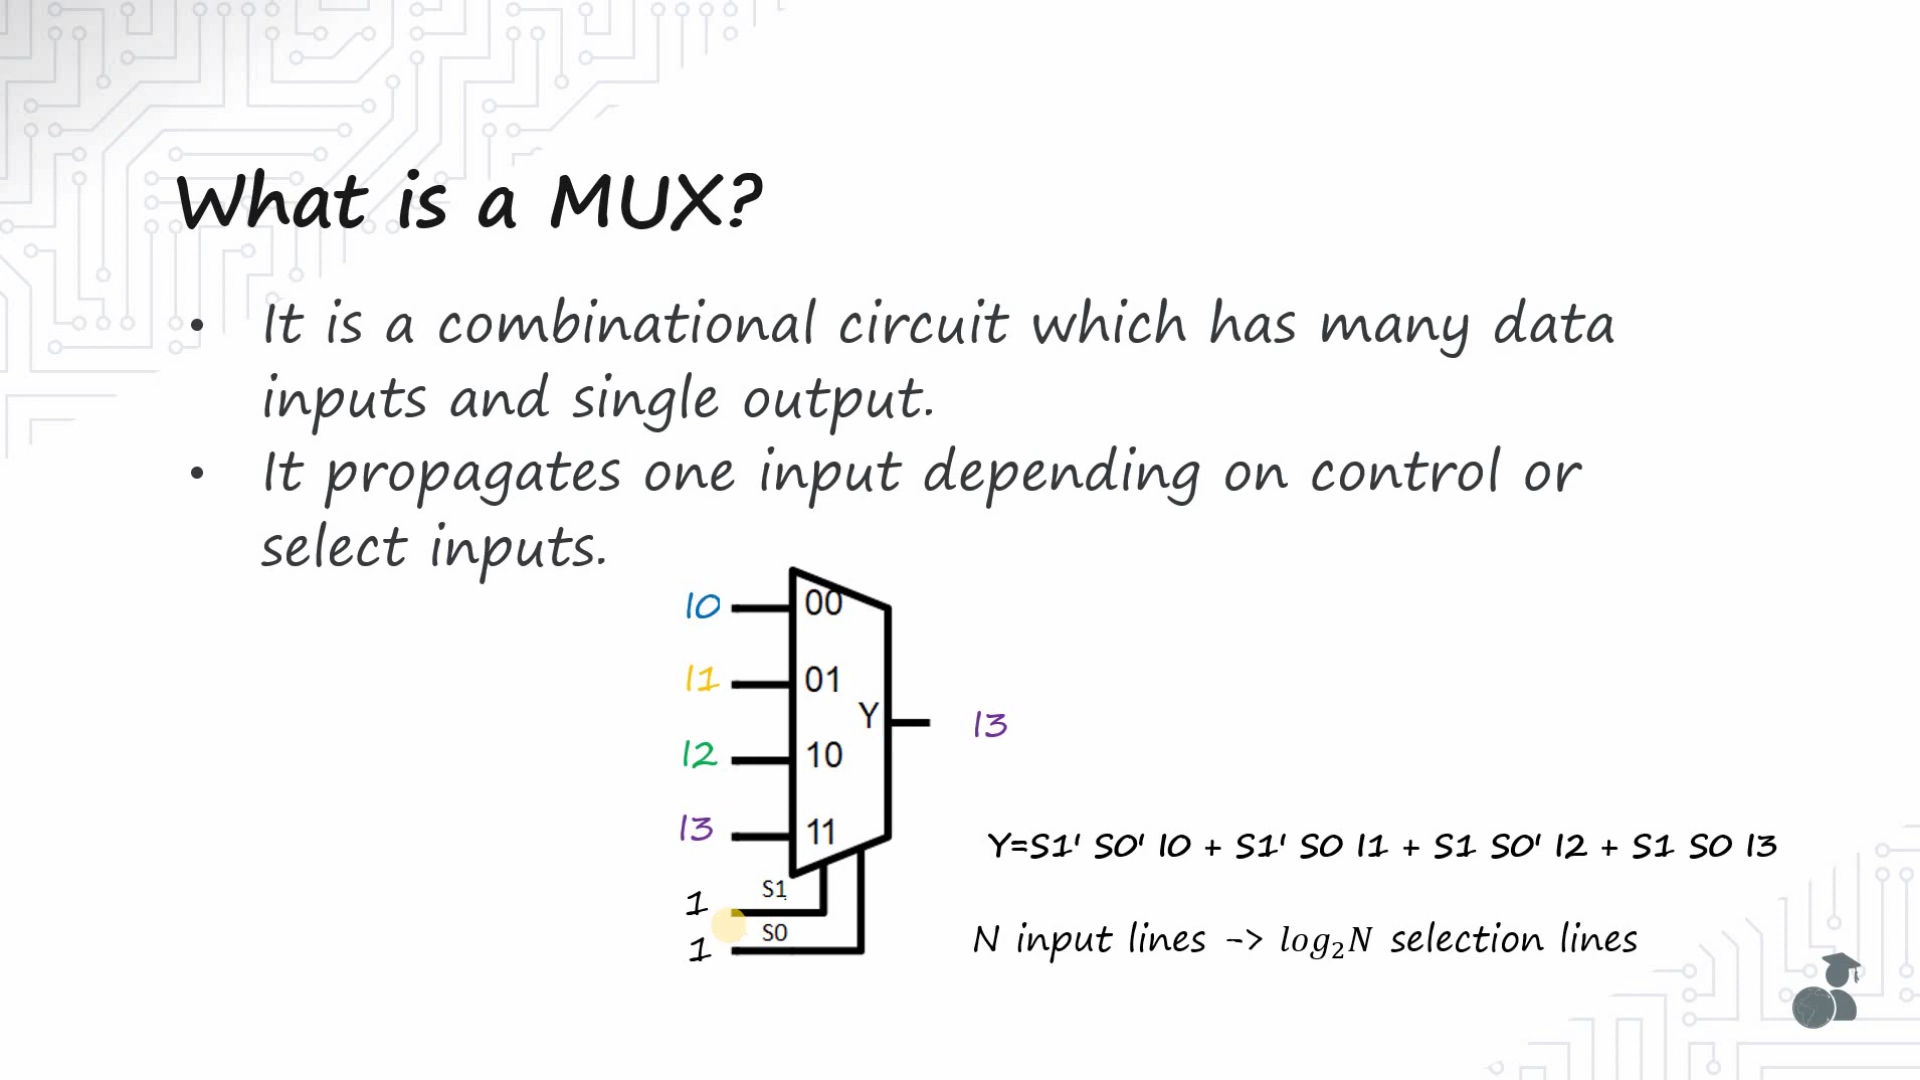 What is a MUX?
• It is a combinational circuit which has many data
inputs and single output.
• It propagates one input depending on control or
select inputs.
I0 00
I1 01
Y I3
I2 10
I3 11
Y=S1' S0' I0 + S1' S0 I1 + S1 S0' I2 + S1 S0 I3
1 S1
1 S0
N input lines -> log₂N selection lines